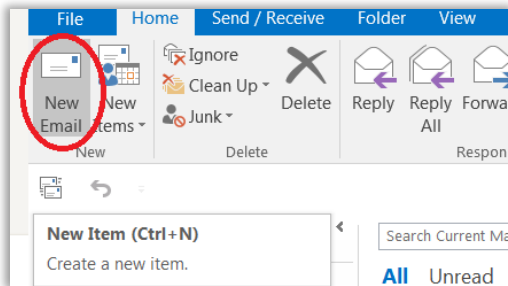 File Home Send / Receive Folder View
Ignore
Clean Up
Junk
New
Email
New
Items
Delete
Reply
Reply
All
New
Delete
New Item (Ctrl+N)
Create a new item.
Search Current
All Unread